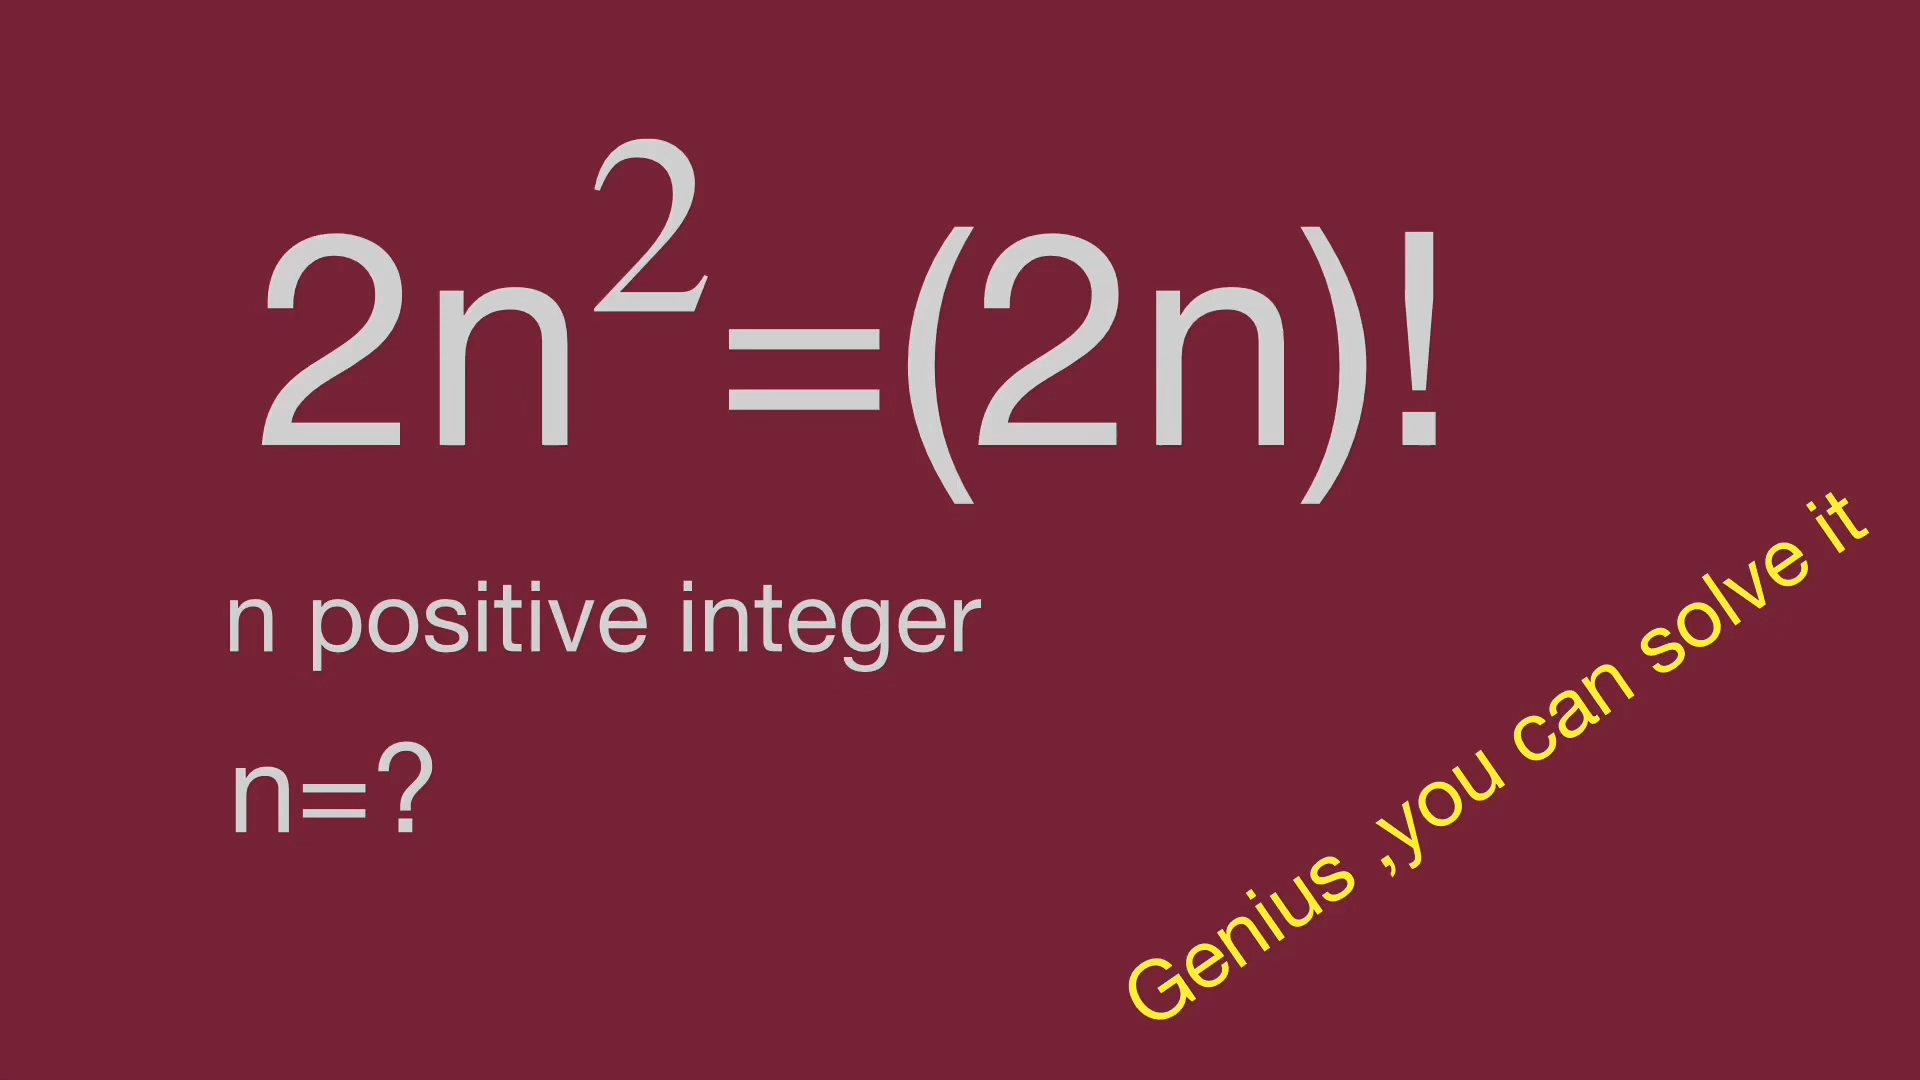 2n²=(2n)!
n positive integer
n=?
Genius ,you can solve it